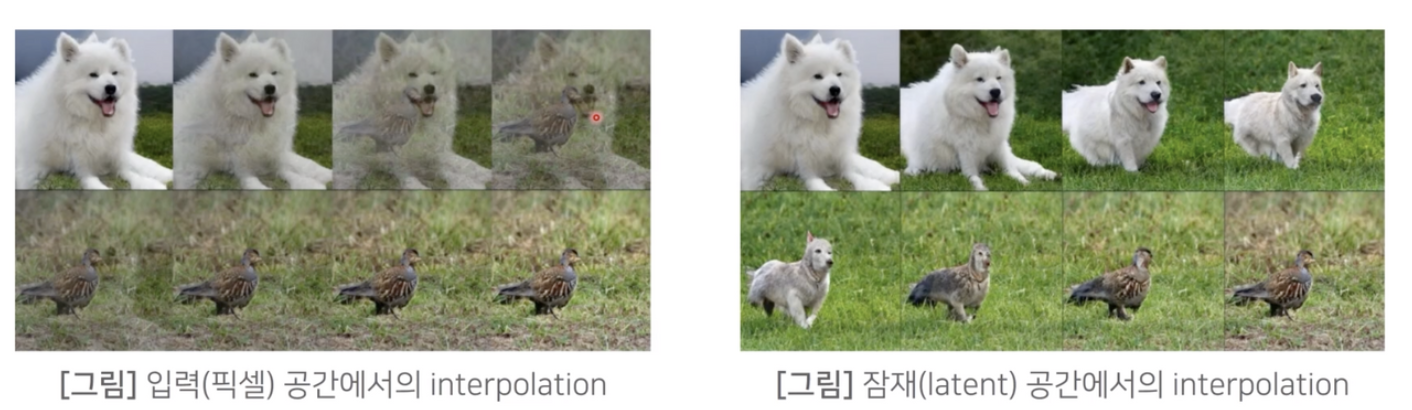 [그림] 입력(픽셀) 공간에서의 interpolation
[그림] 잠재(latent) 공간에서의 interpolation